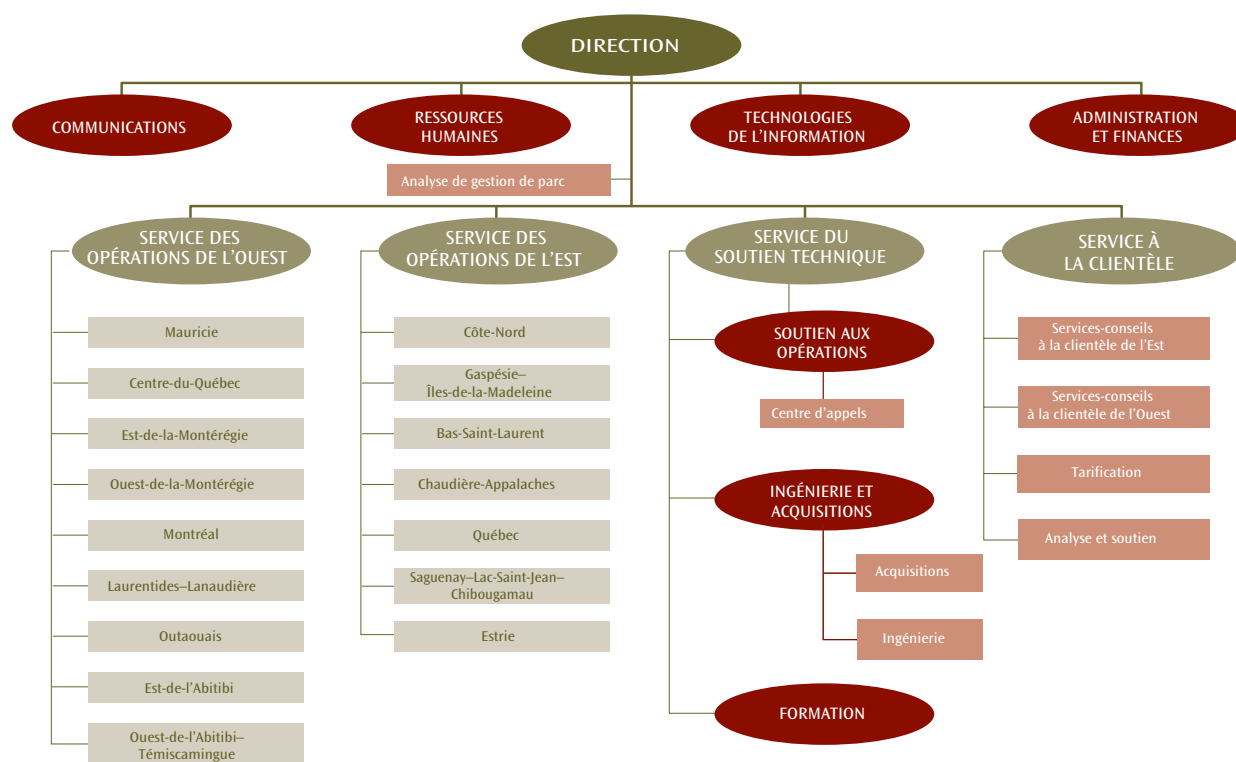 DIRECTION
COMMUNICATIONS
RESSOURCES
HUMAINES
TECHNOLOGIES
DE L'INFORMATION
ADMINISTRATION
ET FINANCES
Analyse de gestion de parc
SERVICE DES
OPÉRATIONS DE L'OUEST
Mauricie
Centre-du-Québec
Est-de-la-Montérégie
Ouest-de-la-Montérégie
Montréal
Laurentides–Lanaudière
Outaouais
Est-de-l'Abitibi
Ouest-de-l'Abitibi–
Témiscamingue
SERVICE DES
OPÉRATIONS DE L'EST
Côte-Nord
Gaspésie–
Îles-de-la-Madeleine
Bas-Saint-Laurent
Chaudière-Appalaches
Québec
Saguenay–Lac-Saint-Jean–
Chibougamau
Estrie
SERVICE DU
SOUTIEN TECHNIQUE
SOUTIEN AUX
OPÉRATIONS
Centre d'appels
INGÉNIERIE ET
ACQUISITIONS
Acquisitions
Ingénierie
FORMATION
SERVICE À
LA CLIENTÈLE
Services-conseils
à la clientèle de l'Est
Services-conseils
à la clientèle de l'Ouest
Tarification
Analyse et soutien